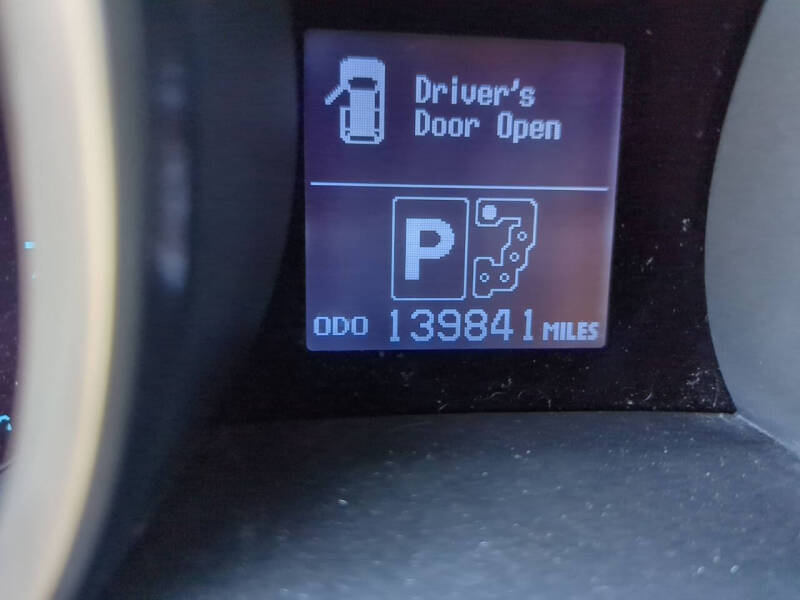 Driver's
Door Open
P
ODO 139841 MILES